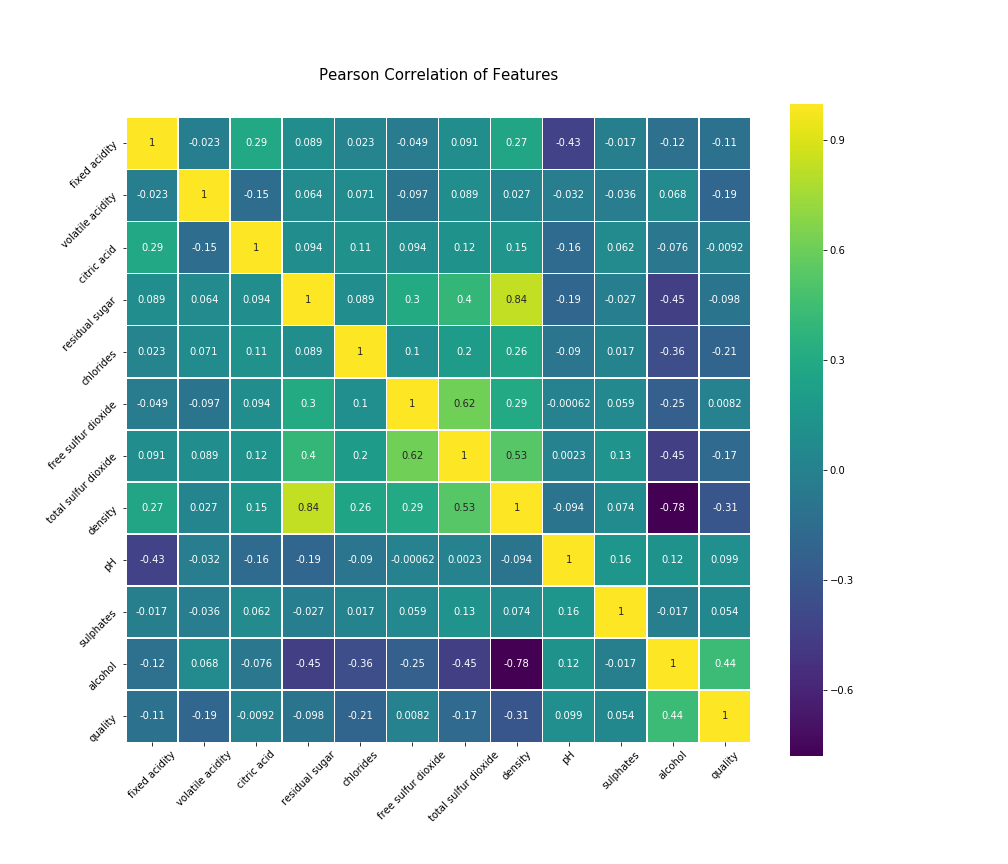 Pearson Correlation of Features
fixed acidity 1 -0.023 0.29 0.089 0.023 -0.049 0.091 0.27 -0.43 -0.017 -0.12 -0.11
volatile acidity -0.023 1 -0.15 0.064 0.071 -0.097 0.089 0.027 -0.032 -0.036 0.068 -0.19
citric acid 0.29 -0.15 1 0.094 0.11 0.094 0.12 0.15 -0.16 0.062 -0.076 -0.0092
residual sugar 0.089 0.064 0.094 1 0.089 0.3 0.4 0.84 -0.19 -0.027 -0.45 -0.098
chlorides 0.023 0.071 0.11 0.089 1 0.1 0.2 0.26 -0.09 0.017 -0.36 -0.21
free sulfur dioxide -0.049 -0.097 0.094 0.3 0.1 1 0.62 0.29 -0.00062 0.059 -0.25 0.0082
total sulfur dioxide 0.091 0.089 0.12 0.4 0.2 0.62 1 0.53 0.0023 0.13 -0.45 -0.17
density 0.27 0.027 0.15 0.84 0.26 0.29 0.53 1 -0.094 0.074 -0.78 -0.31
pH -0.43 -0.032 -0.16 -0.19 -0.09 -0.00062 0.0023 -0.094 1 0.16 0.12 0.099
sulphates -0.017 -0.036 0.062 -0.027 0.017 0.059 0.13 0.074 0.16 1 -0.017 0.054
alcohol -0.12 0.068 -0.076 -0.45 -0.36 -0.25 -0.45 -0.78 0.12 -0.017 1 0.44
quality -0.11 -0.19 -0.0092 -0.098 -0.21 0.0082 -0.17 -0.31 0.099 0.054 0.44 1
fixed acidity volatile acidity citric acid residual sugar chlorides free sulfur dioxide total sulfur dioxide density pH sulphates alcohol quality
0.9
0.6
0.3
0.0
−0.3
−0.6